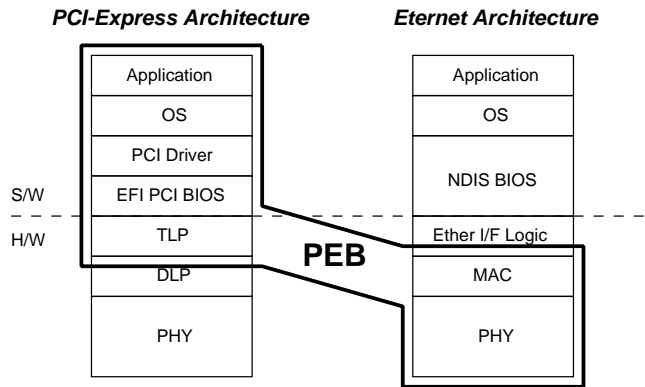 PCI-Express Architecture
Eternet Architecture
Application
OS
PCI Driver
EFI PCI BIOS
TLP
DLP
PHY
S/W
H/W
PEB
Application
OS
NDIS BIOS
Ether I/F Logic
MAC
PHY